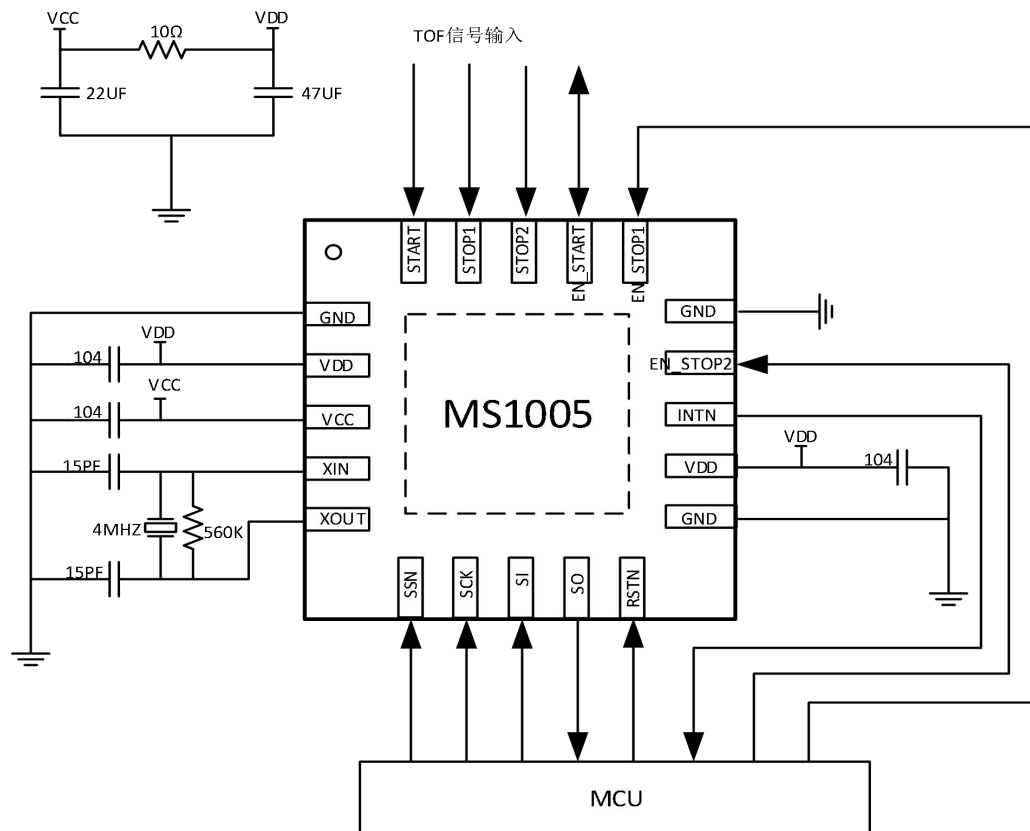 VCC
10Ω
VDD
22UF
47UF
TOF信号输入
START
STOP1
STOP2
EN_START
EN_STOP1
GND
VDD
VCC
XIN
XOUT
VDD
104
VCC
104
15PF
4MHZ
560K
15PF
MS1005
GND
EN_STOP2
INTN
VDD
GND
VDD
104
SSN
SCK
SI
SO
RSTN
MCU